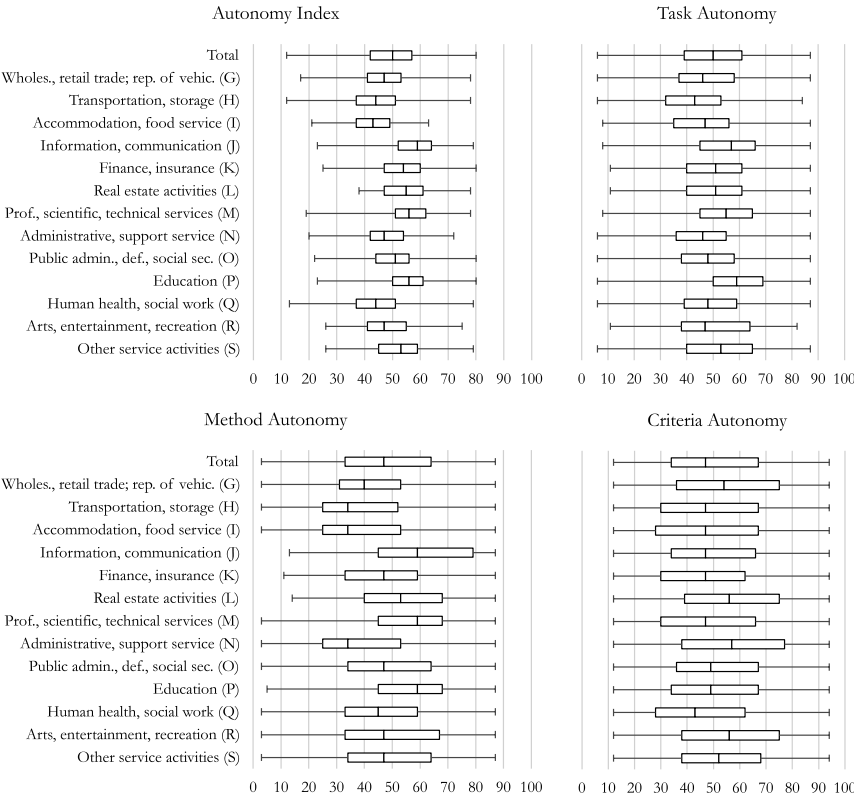 Autonomy Index
Task Autonomy
Total
Wholes., retail trade; rep. of vehic. (G)
Transportation, storage (H)
Accommodation, food service (I)
Information, communication (J)
Finance, insurance (K)
Real estate activities (L)
Prof., scientific, technical services (M)
Administrative, support service (N)
Public admin., def., social sec. (O)
Education (P)
Human health, social work (Q)
Arts, entertainment, recreation (R)
Other service activities (S)
0 10 20 30 40 50 60 70 80 90 100
0 10 20 30 40 50 60 70 80 90 100
Method Autonomy
Criteria Autonomy
Total
Wholes., retail trade; rep. of vehic. (G)
Transportation, storage (H)
Accommodation, food service (I)
Information, communication (J)
Finance, insurance (K)
Real estate activities (L)
Prof., scientific, technical services (M)
Administrative, support service (N)
Public admin., def., social sec. (O)
Education (P)
Human health, social work (Q)
Arts, entertainment, recreation (R)
Other service activities (S)
0 10 20 30 40 50 60 70 80 90 100
0 10 20 30 40 50 60 70 80 90 100